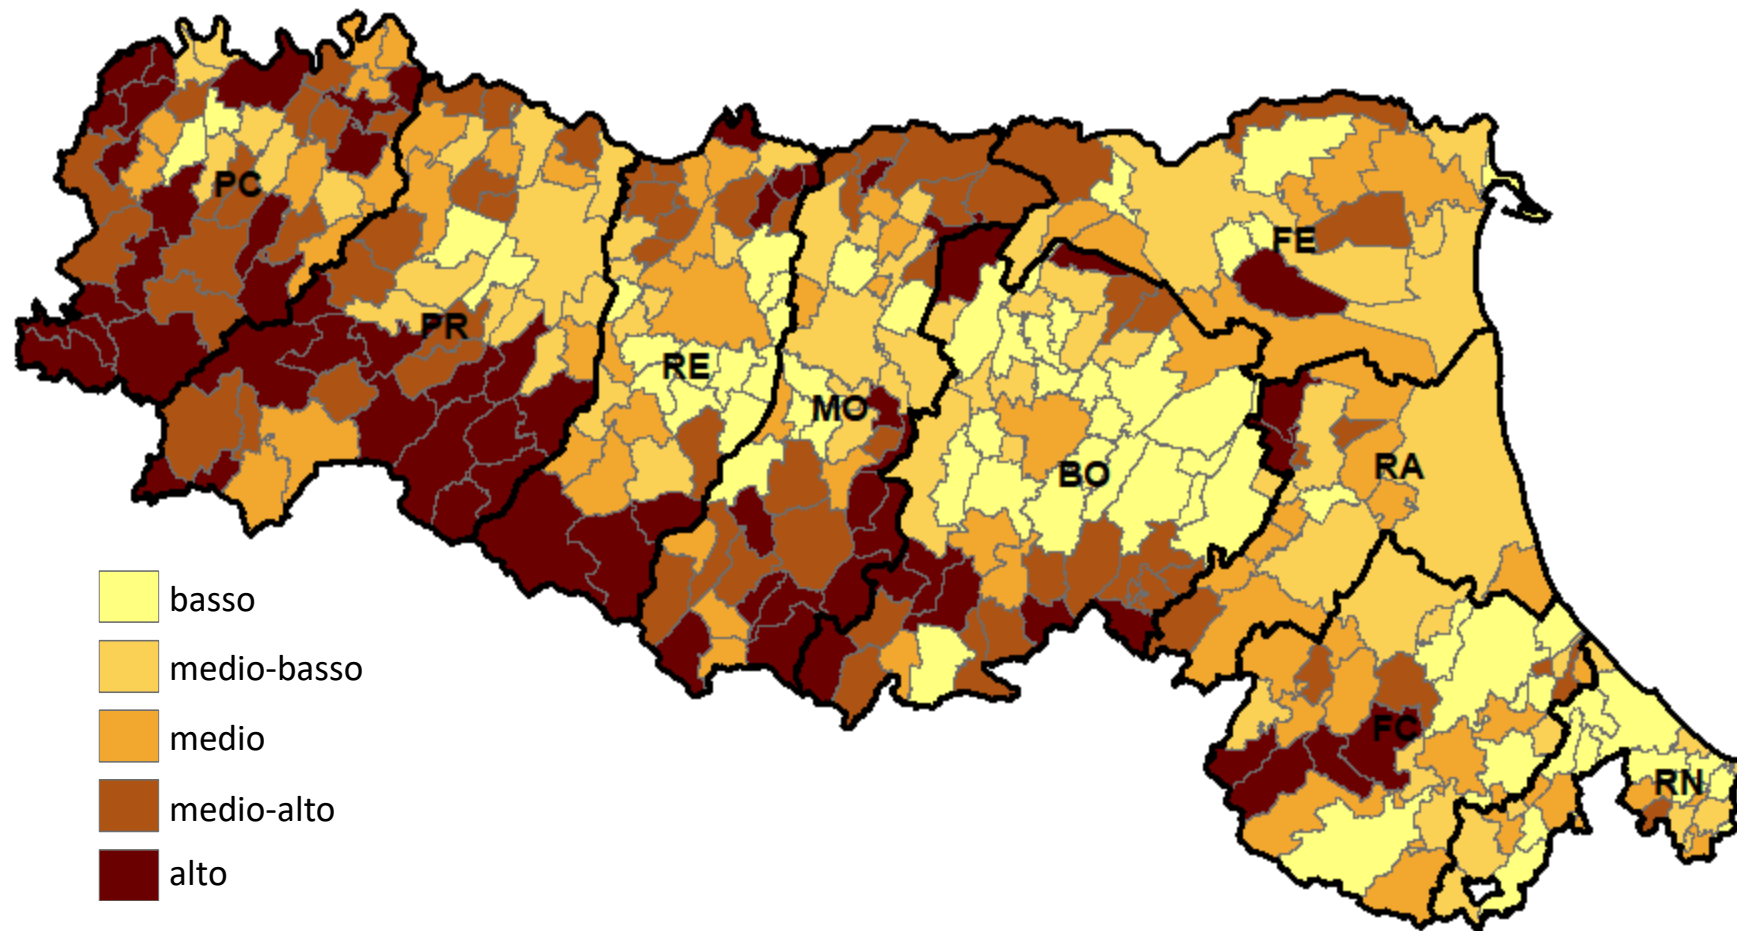 PC
FE
PR
RE
MO
BO
RA
FC
RN
basso
medio-basso
medio
medio-alto
alto